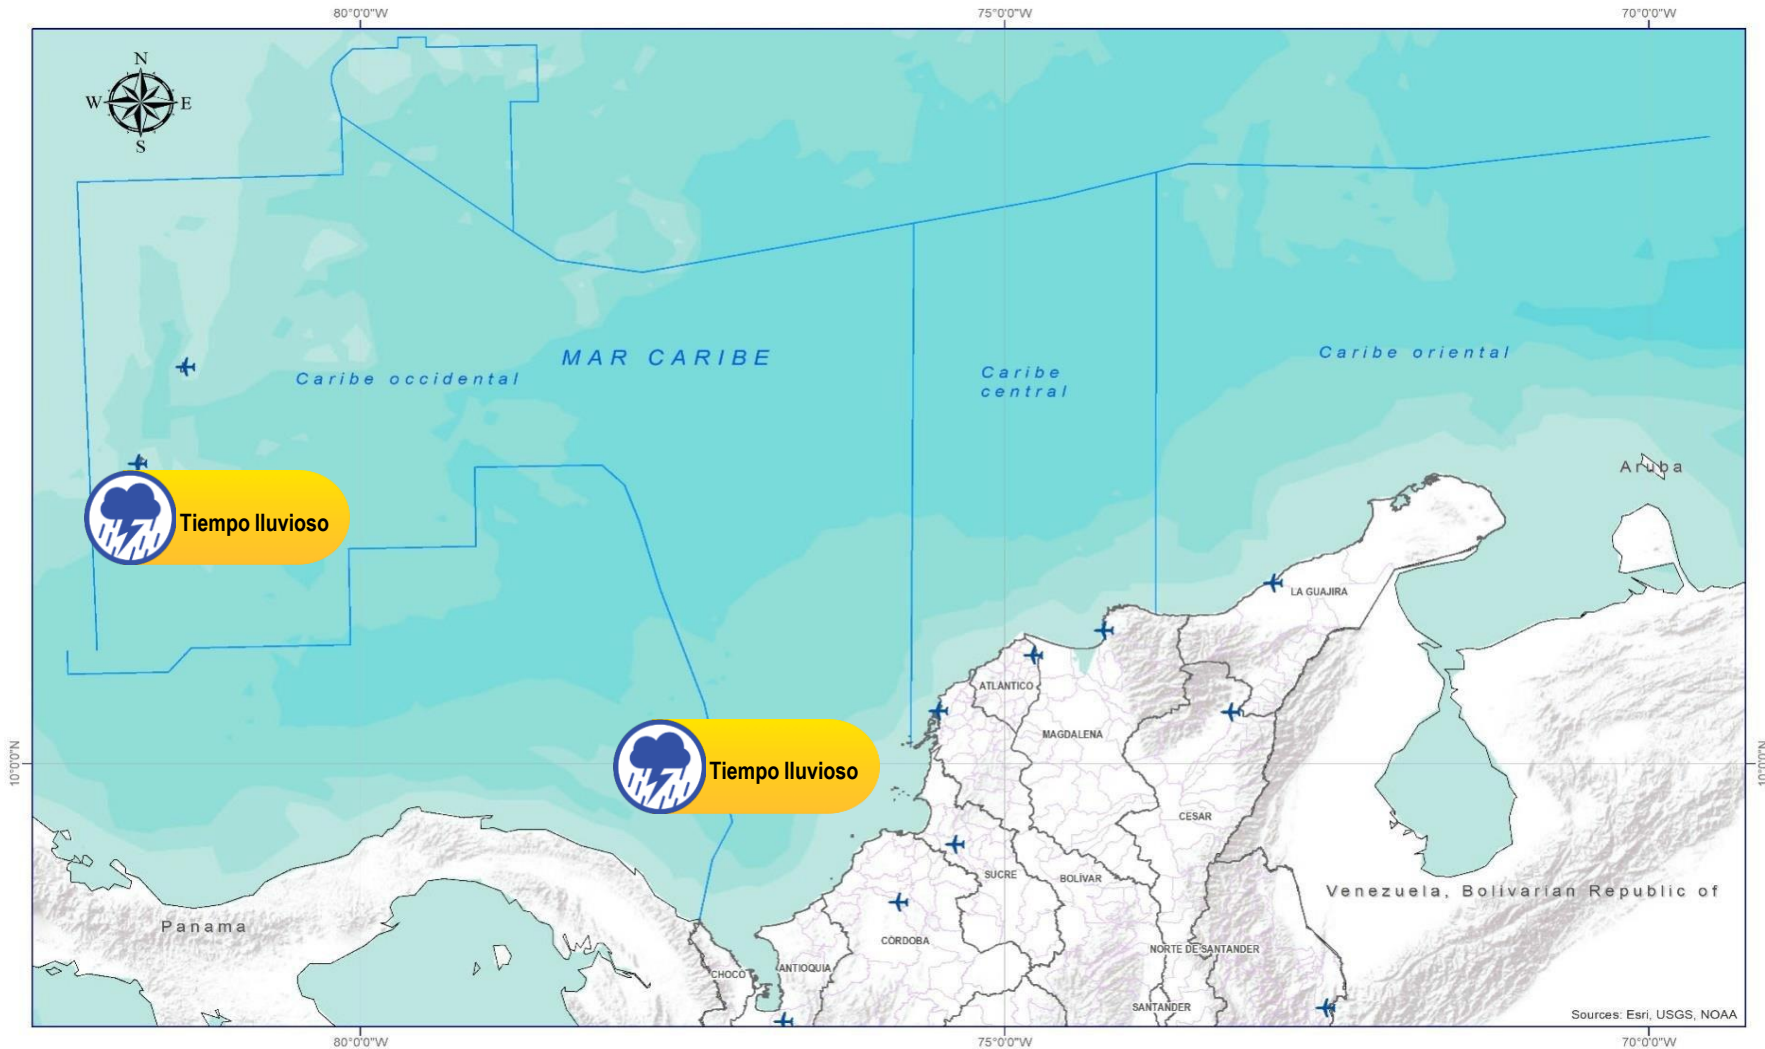 80°0'0"W
75°0'0"W
70°0'0"W
N
W
E
S
MAR CARIBE
Caribe occidental
Caribe
central
Caribe oriental
Aruba
Tiempo lluvioso
LA GUAJIRA
ATLÁNTICO
MAGDALENA
Tiempo lluvioso
10°0'0"N
10°0'0"N
CESAR
SUCRE
BOLÍVAR
Venezuela, Bolivarian Republic of
Panama
CÓRDOBA
NORTE DE SANTANDER
CHOCO
ANTIOQUIA
SANTANDER
Sources: Esri, USGS, NOAA
80°0'0"W
75°0'0"W
70°0'0"W